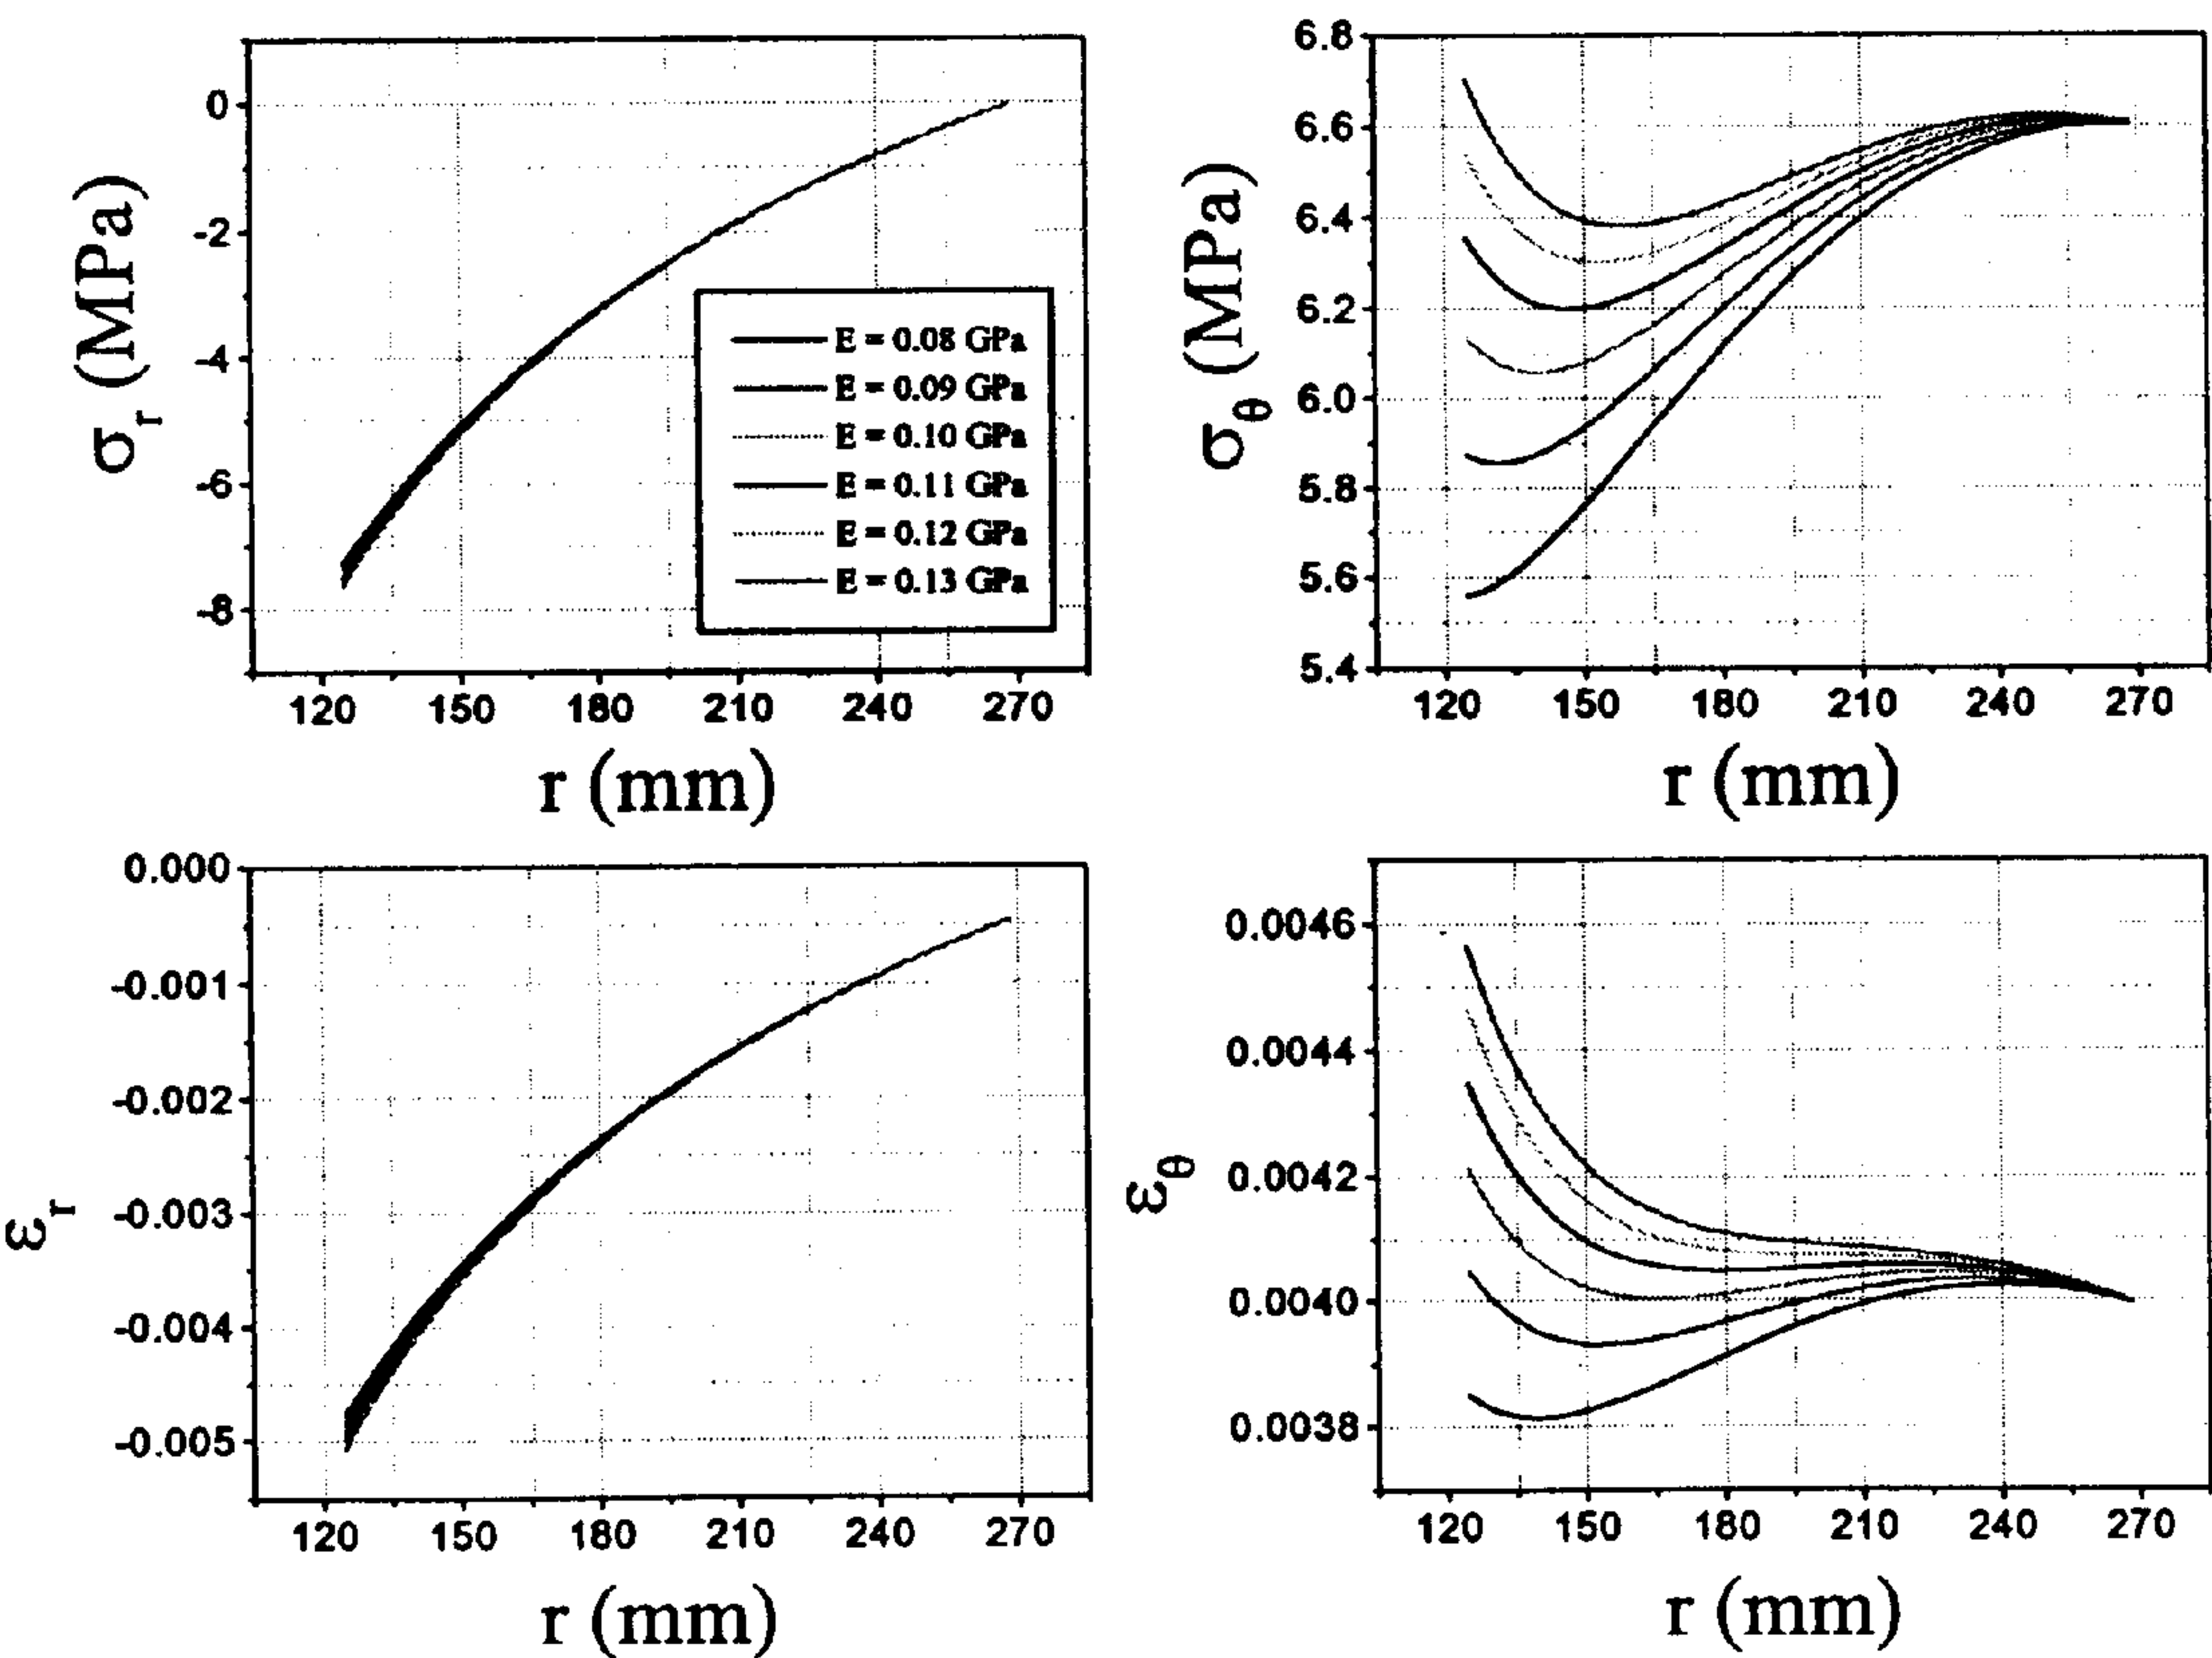 σr (MPa)
0
-2
-4
-6
-8
E = 0.08 GPa
E = 0.09 GPa
E = 0.10 GPa
E = 0.11 GPa
E = 0.12 GPa
E = 0.13 GPa
120 150 180 210 240 270
r (mm)
σθ (MPa)
6.8
6.6
6.4
6.2
6.0
5.8
5.6
5.4
120 150 180 210 240 270
r (mm)
εr
0.000
-0.001
-0.002
-0.003
-0.004
-0.005
120 150 180 210 240 270
r (mm)
εθ
0.0046
0.0044
0.0042
0.0040
0.0038
120 150 180 210 240 270
r (mm)